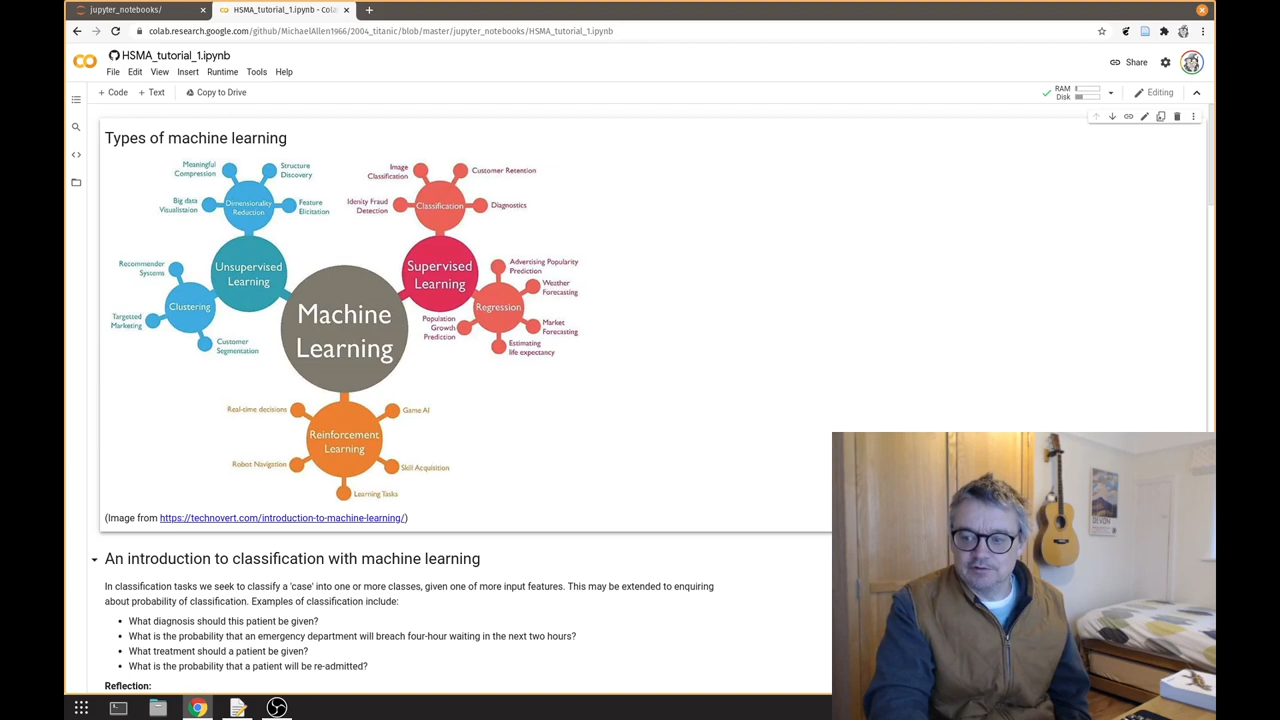 jupyter_notebooks/
HSMA_tutorial_1.ipynb - Cola
colab.research.google.com/github/MichaelAllen1966/2004_titanic/blob/master/jupyter_notebooks/HSMA_tutorial_1.ipynb
HSMA_tutorial_1.ipynb
File Edit View Insert Runtime Tools Help
Share
+ Code + Text Copy to Drive
RAM
Disk
Editing
Types of machine learning
Meaningful
Compression
Structure
Discovery
Big data
Visualistaion
Dimensionality
Reduction
Feature
Elicitation
Recommender
Systems
Unsupervised
Learning
Clustering
Targetted
Marketing
Customer
Segmentation
Image
Classification
Customer Retention
Idenity Fraud
Detection
Classification
Diagnostics
Supervised
Learning
Advertising Popularity
Prediction
Weather
Forecasting
Regression
Population
Growth
Prediction
Market
Forecasting
Estimating
life expectancy
Machine
Learning
Real-time decisions
Game AI
Reinforcement
Learning
Robot Navigation
Skill Acquisition
Learning Tasks
(Image from https://technovert.com/introduction-to-machine-learning/)
An introduction to classification with machine learning
In classification tasks we seek to classify a 'case' into one or more classes, given one of more input features. This may be extended to enquiring
about probability of classification. Examples of classification include:
• What diagnosis should this patient be given?
• What is the probability that an emergency department will breach four-hour waiting in the next two hours?
• What treatment should a patient be given?
• What is the probability that a patient will be re-admitted?
Reflection: